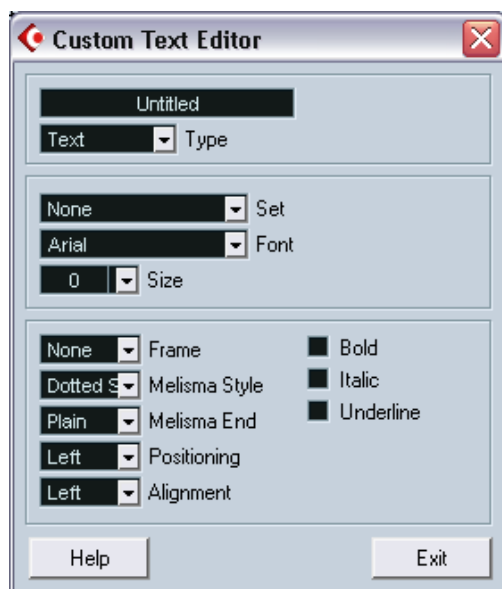 Custom Text Editor
Untitled
Text Type
None Set
Arial Font
0 Size
None Frame Bold
Dotted S Melisma Style Italic
Plain Melisma End Underline
Left Positioning
Left Alignment
Help Exit